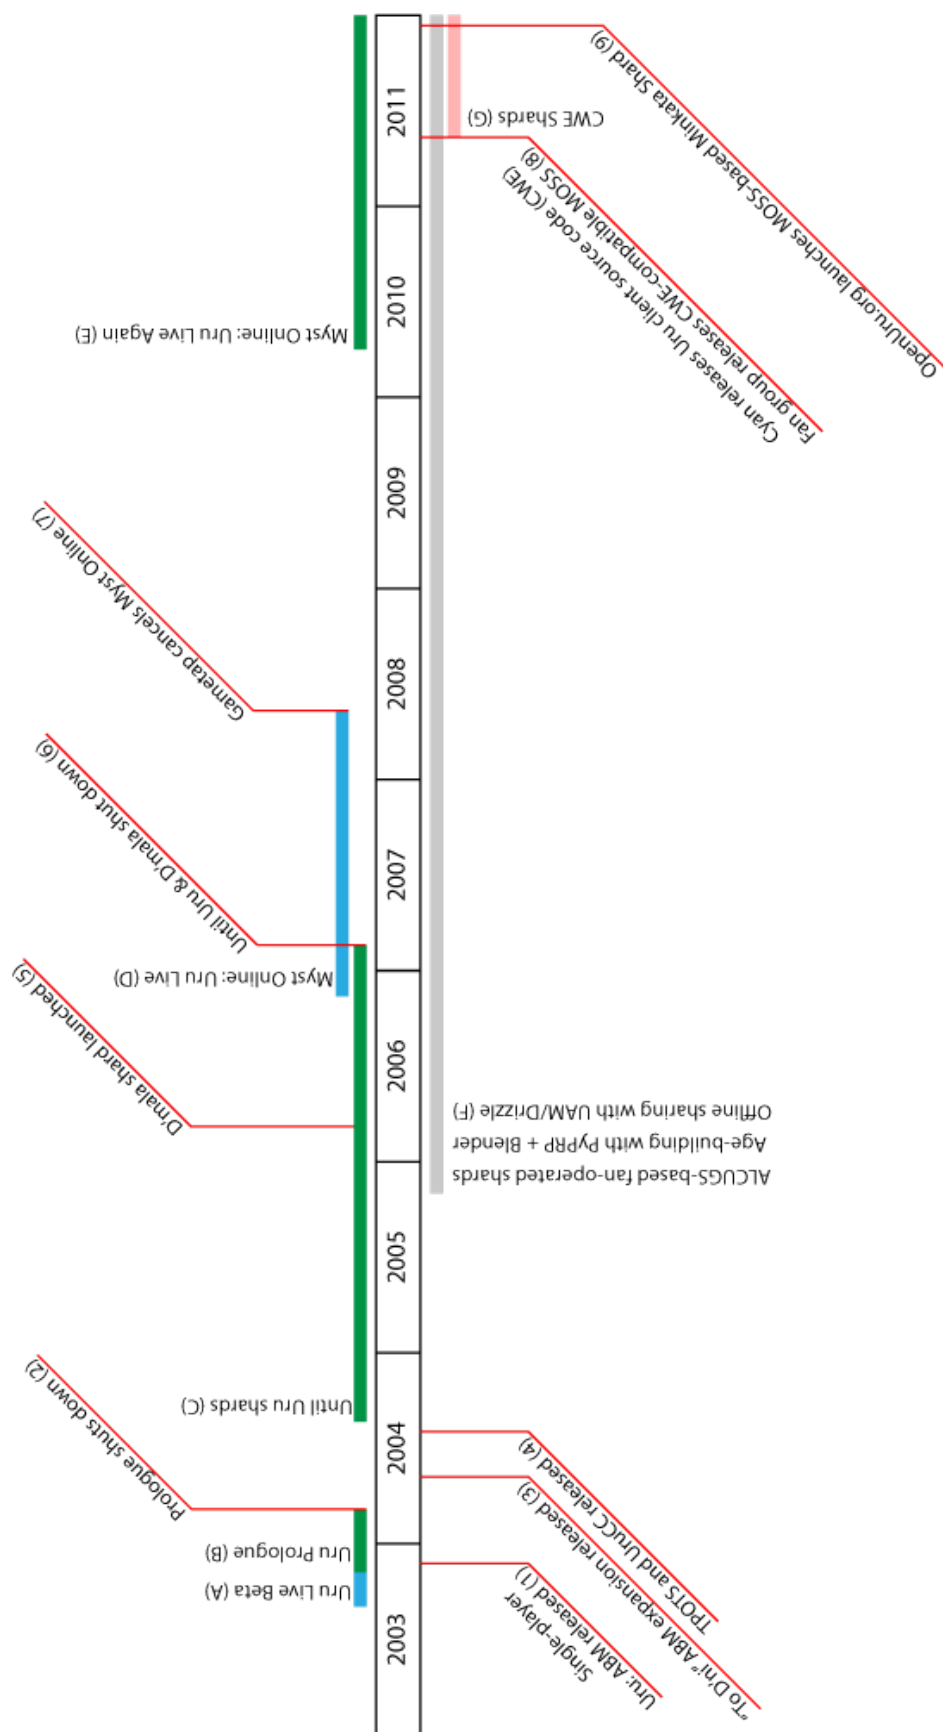 2011
2010
2009
2008
2007
2006
2005
2004
2003
OpenUru.org launches MOSS-based Minkata Shard (9)
CWE Shards (G)
Cyan releases Uru client source code (CWE)
Fan group releases CWE-compatible MOSS (8)
Myst Online: Uru Live Again (E)
Gametap cancels Myst Online (7)
Until Uru & D'mala shut down (6)
Myst Online: Uru Live (D)
D'mala shard launched (5)
ALCUGS-based fan-operated shards
Age-building with PyPRP + Blender
Offline sharing with UAM/Drizzle (F)
Until Uru shards (C)
TPOTS and UruCC released (4)
"To D'ni" ABM expansion released (3)
Prologue shuts down (2)
Uru Prologue (B)
Uru Live Beta (A)
Single-player
Uru: ABM released (1)